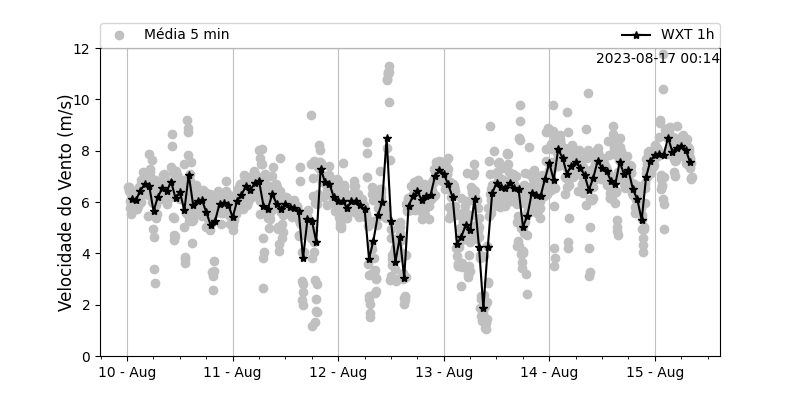 Média 5 min WXT 1h
2023-08-17 00:14
Velocidade do Vento (m/s)
12
10
8
6
4
2
0
10 - Aug 11 - Aug 12 - Aug 13 - Aug 14 - Aug 15 - Aug